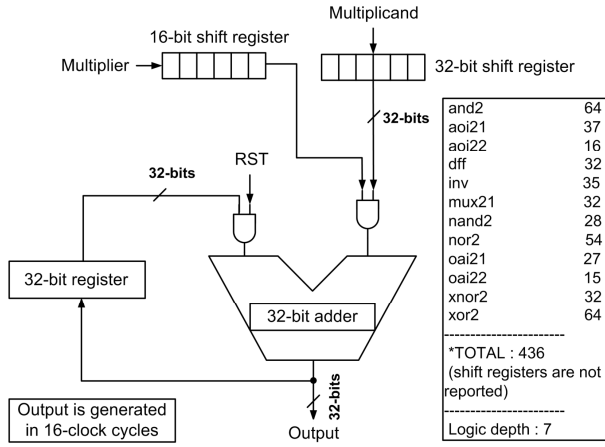 Multiplicand
16-bit shift register
Multiplier
32-bit shift register
32-bits
RST
32-bits
32-bit register
32-bit adder
32-bits
Output is generated
in 16-clock cycles
Output
and2 64
aoi21 37
aoi22 16
dff 32
inv 35
mux21 32
nand2 28
nor2 54
oai21 27
oai22 15
xnor2 32
xor2 64
------------------------
*TOTAL : 436
(shift registers are not
reported)
------------------------
Logic depth : 7